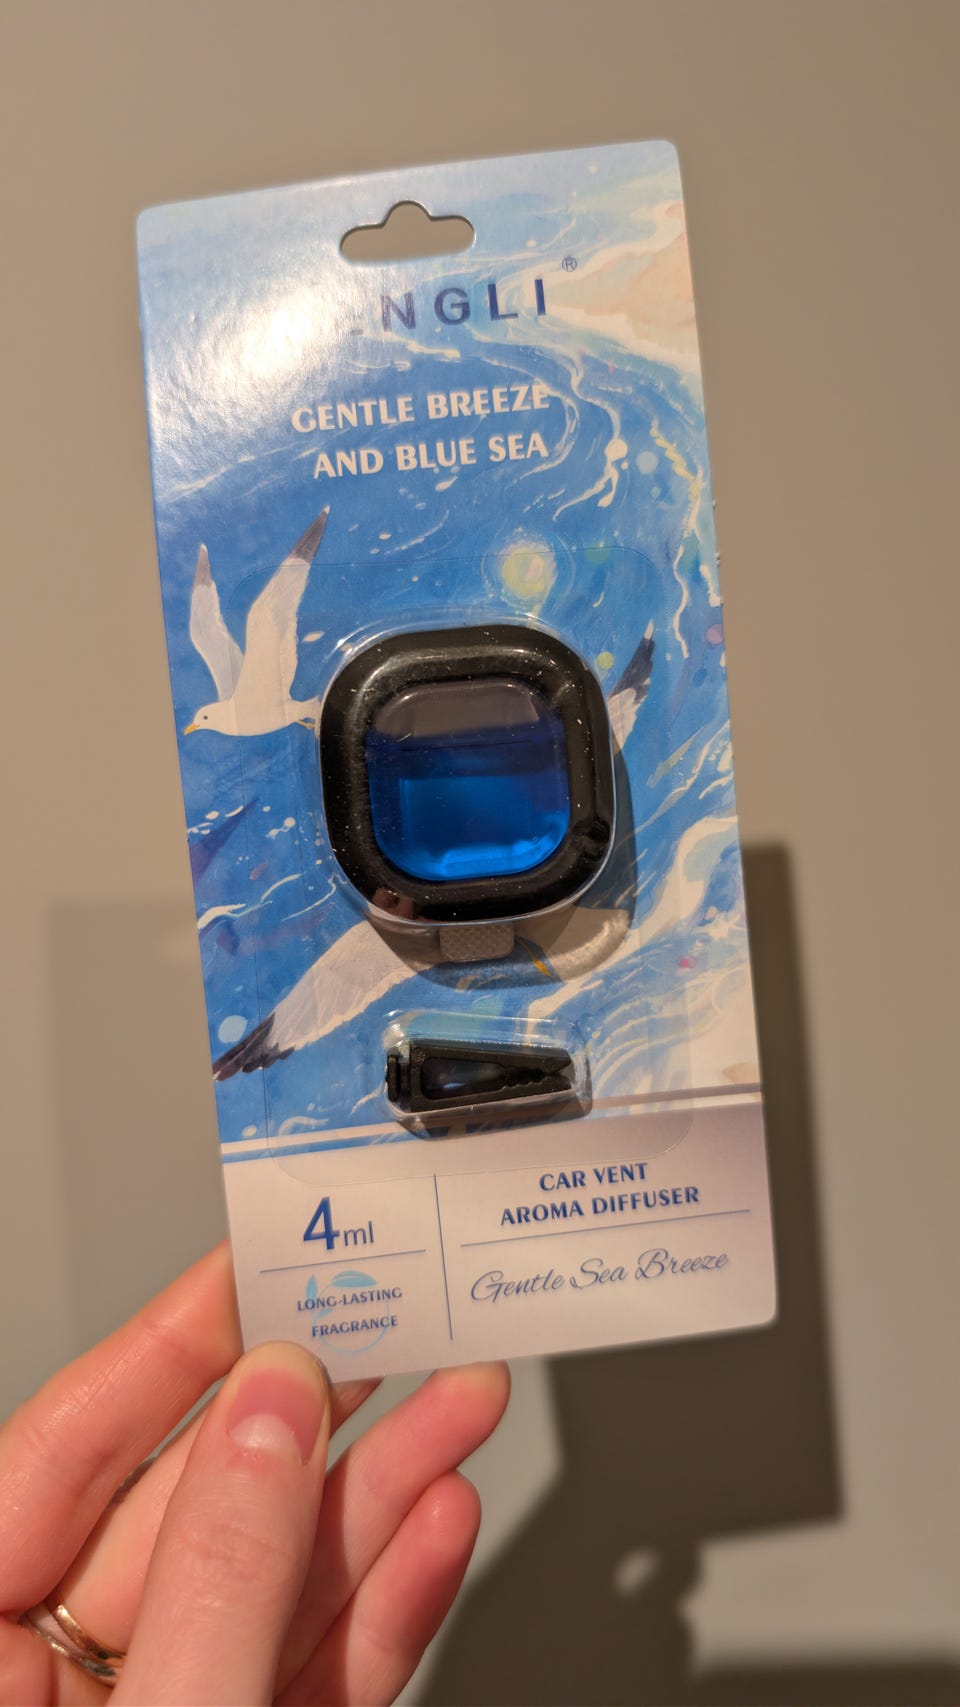 ®
GENTLE BREEZE
AND BLUE SEA
4ml
LONG-LASTING
FRAGRANCE
CAR VENT
AROMA DIFFUSER
Gentle Sea Breeze